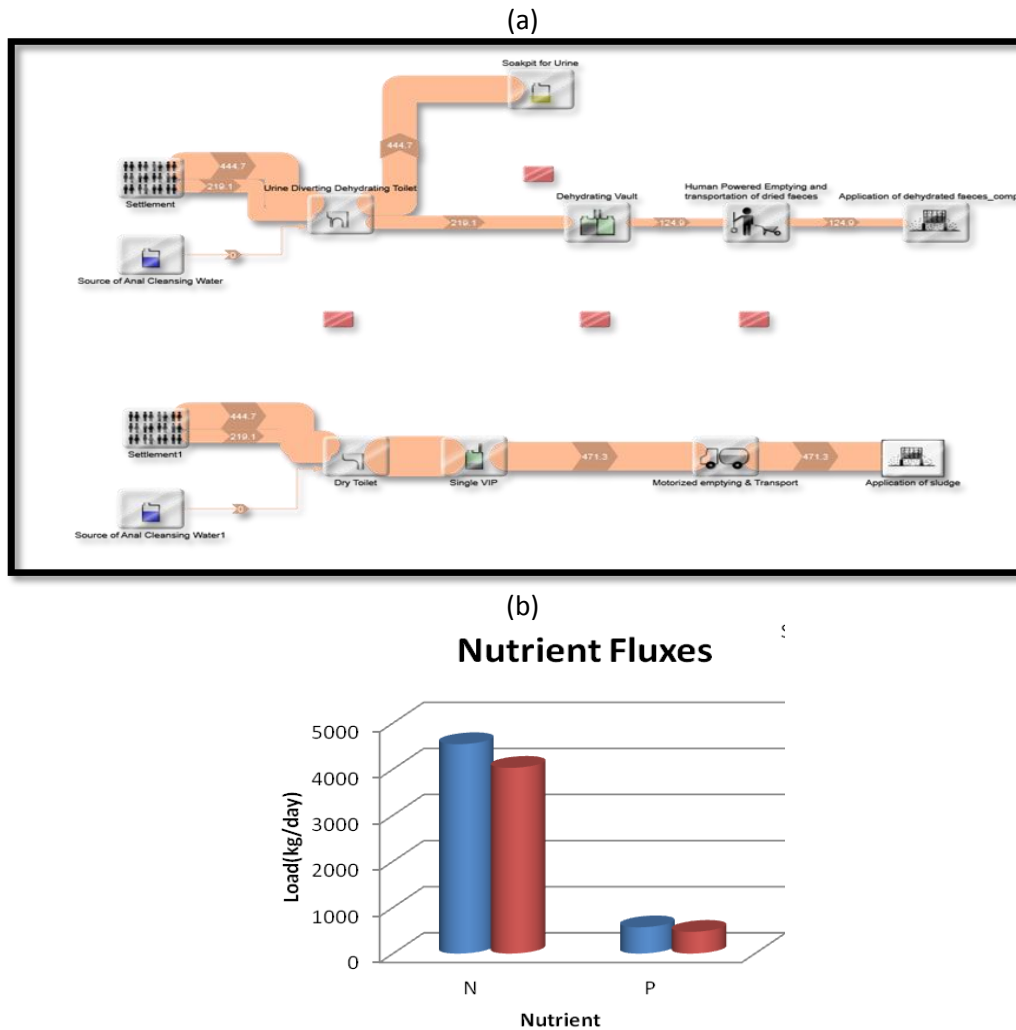 (a)
Soakpit for Urine
444.7
444.7
219.1
Settlement
Urine Diverting Dehydrating Toilet
Dehydrating Vault
Human Powered Emptying and
transportation of dried faeces
Application of dehydrated faeces_comp
219.1
124.9
124.9
0
Source of Anal Cleansing Water
444.7
219.1
Settlement1
Dry Toilet
Single VIP
471.3
Motorized emptying & Transport
471.3
Application of sludge
0
Source of Anal Cleansing Water1
(b)
Nutrient Fluxes
5000
4000
3000
2000
1000
0
Load(kg/day)
N
P
Nutrient